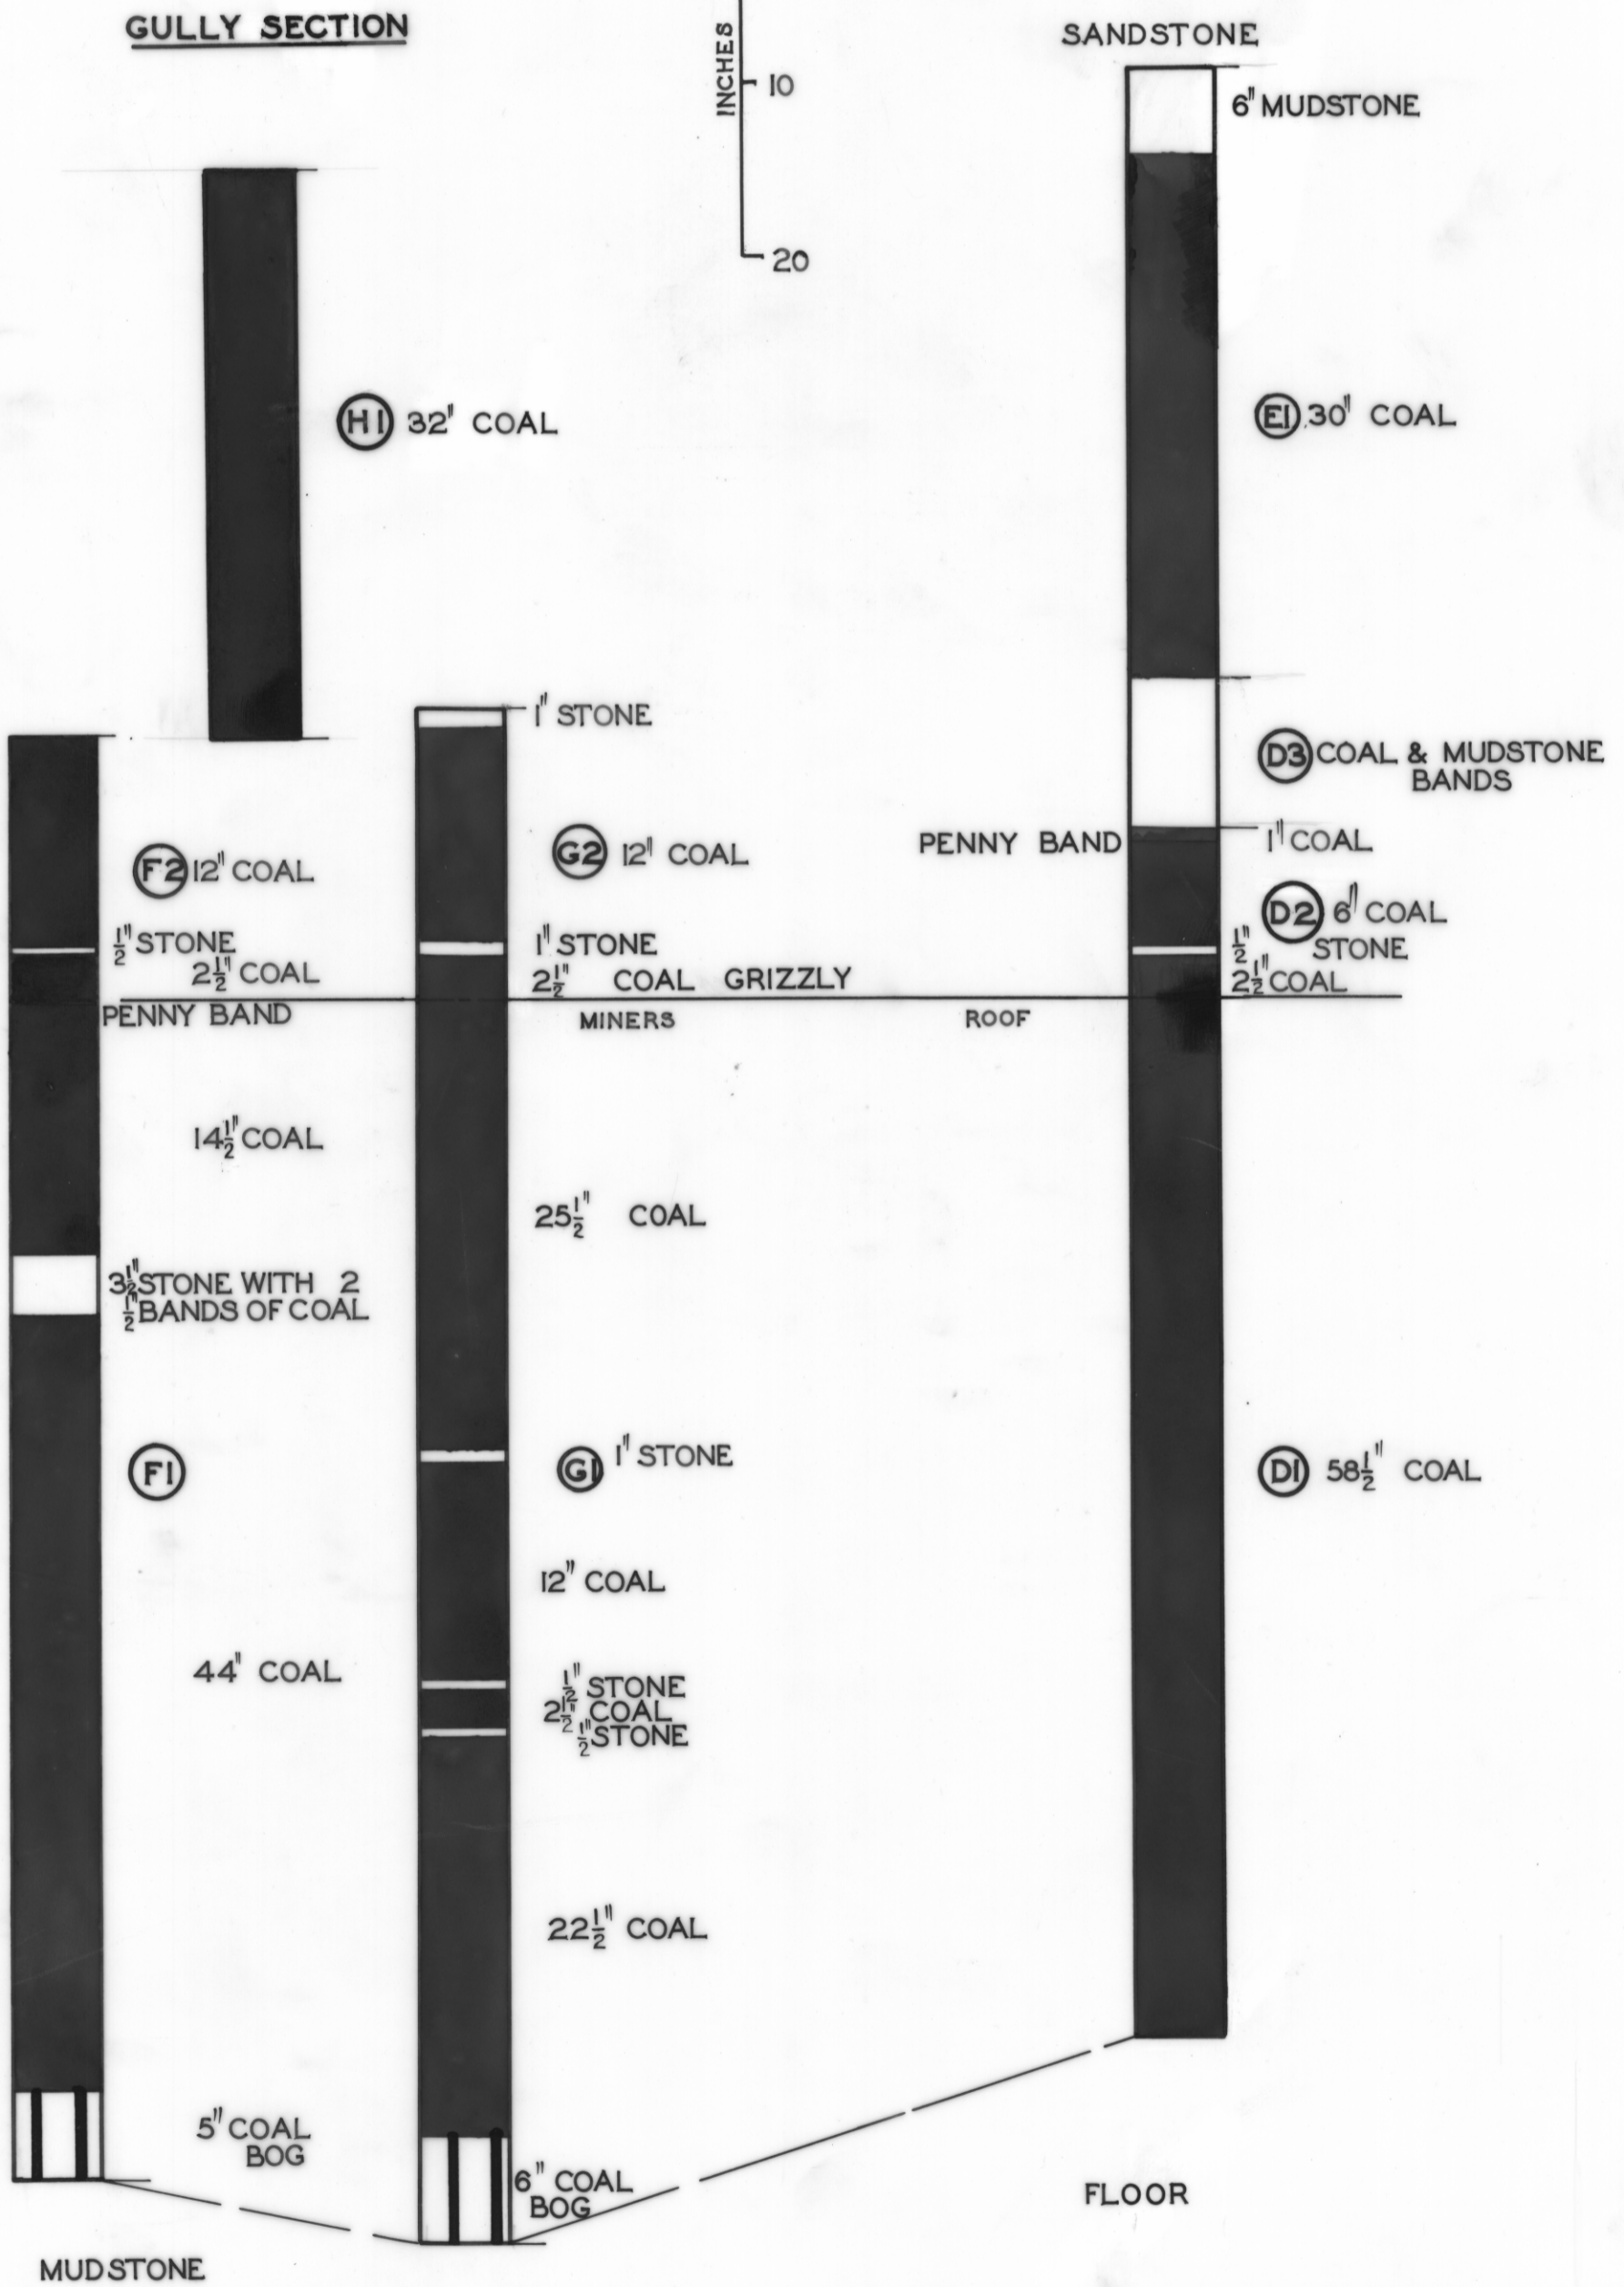 GULLY SECTION
INCHES
10
20
H1 32" COAL
F2 12" COAL
½" STONE
2½" COAL
PENNY BAND
14½" COAL
3½" STONE WITH 2
½" BANDS OF COAL
F1
44" COAL
5" COAL
BOG
MUDSTONE
1" STONE
G2 12" COAL
1" STONE
2½" COAL GRIZZLY
MINERS ROOF
25½" COAL
G1 1" STONE
12" COAL
½" STONE
2½" COAL
½" STONE
22½" COAL
6" COAL
BOG
SANDSTONE
6" MUDSTONE
E1 30" COAL
D3 COAL & MUDSTONE
BANDS
PENNY BAND
1" COAL
D2 6" COAL
½" STONE
2½" COAL
D1 58½" COAL
FLOOR